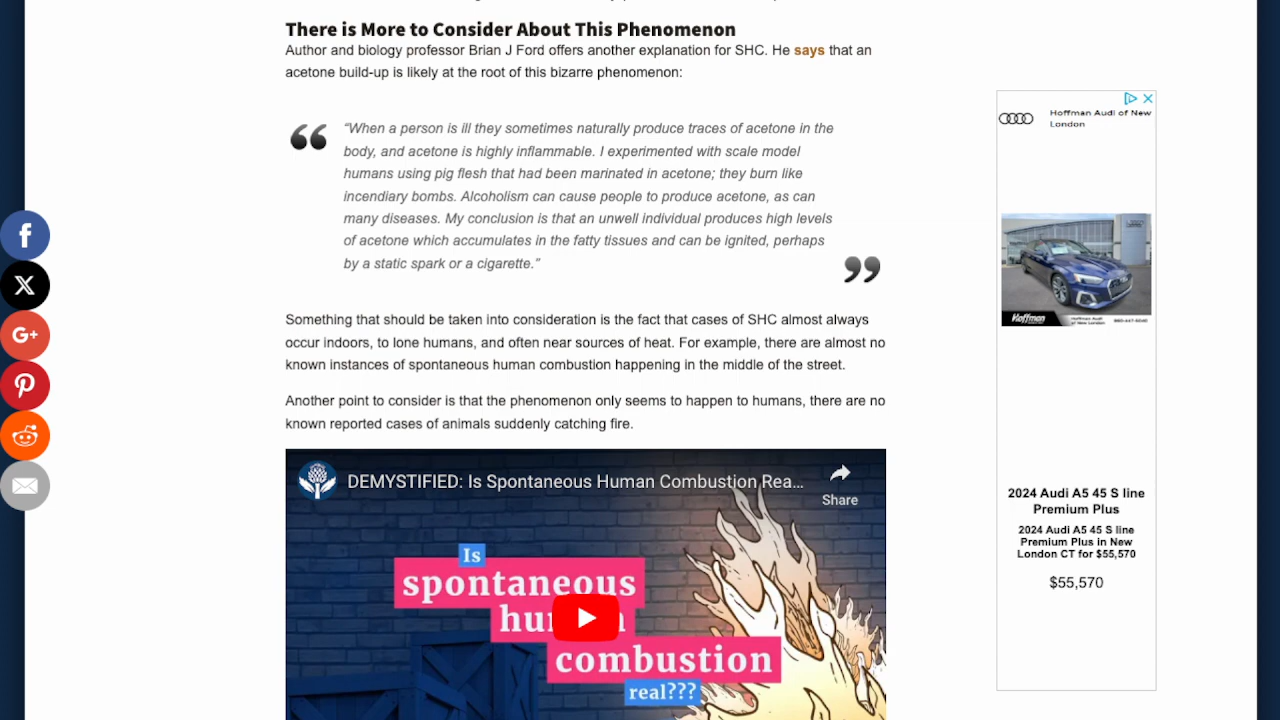 There is More to Consider About This Phenomenon
Author and biology professor Brian J Ford offers another explanation for SHC. He says that an
acetone build-up is likely at the root of this bizarre phenomenon:
“When a person is ill they sometimes naturally produce traces of acetone in the
body, and acetone is highly inflammable. I experimented with scale model
humans using pig flesh that had been marinated in acetone; they burn like
incendiary bombs. Alcoholism can cause people to produce acetone, as can
many diseases. My conclusion is that an unwell individual produces high levels
of acetone which accumulates in the fatty tissues and can be ignited, perhaps
by a static spark or a cigarette.”
Something that should be taken into consideration is the fact that cases of SHC almost always
occur indoors, to lone humans, and often near sources of heat. For example, there are almost no
known instances of spontaneous human combustion happening in the middle of the street.
Another point to consider is that the phenomenon only seems to happen to humans, there are no
known reported cases of animals suddenly catching fire.
DEMYSTIFIED: Is Spontaneous Human Combustion Rea...
Share
Is
spontaneous
combustion
real???
Hoffman Audi of New
London
Hoffman
Hoffman Audi
of New London
2024 Audi A5 45 S line
Premium Plus
2024 Audi A5 45 S line
Premium Plus in New
London CT for $55,570
$55,570